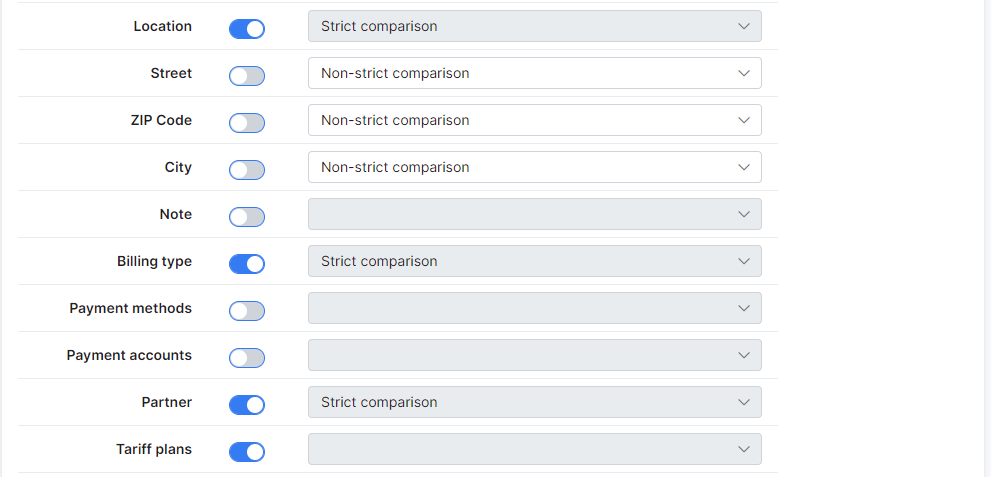 Location Strict comparison
Street Non-strict comparison
ZIP Code Non-strict comparison
City Non-strict comparison
Note
Billing type Strict comparison
Payment methods
Payment accounts
Partner Strict comparison
Tariff plans